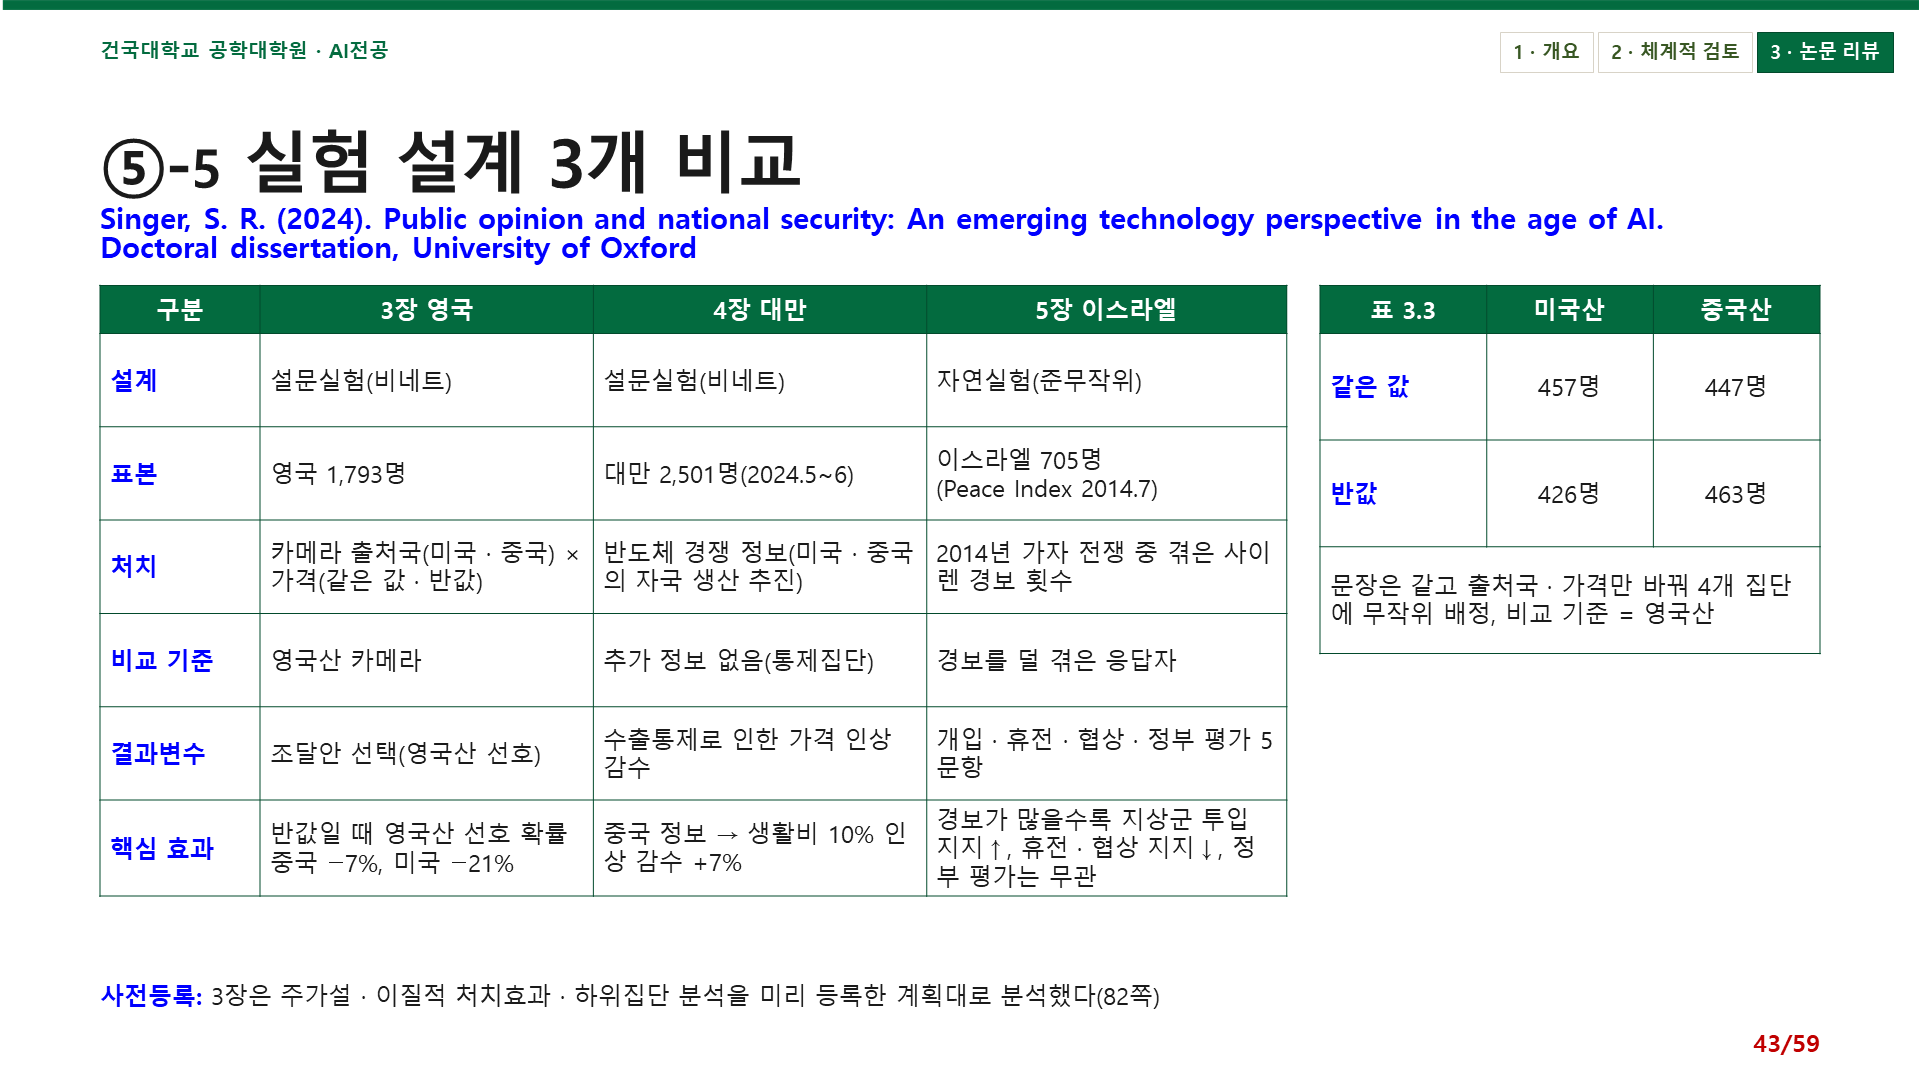 건국대학교 공학대학원 · AI전공
1 · 개요
2 · 체계적 검토
3 · 논문 리뷰
⑤-5 실험 설계 3개 비교
Singer, S. R. (2024). Public opinion and national security: An emerging technology perspective in the age of AI.
Doctoral dissertation, University of Oxford
구분
3장 영국
4장 대만
5장 이스라엘
설계
설문실험(비네트)
설문실험(비네트)
자연실험(준무작위)
표본
영국 1,793명
대만 2,501명(2024.5~6)
이스라엘 705명
(Peace Index 2014.7)
처치
카메라 출처국(미국 · 중국) ×
가격(같은 값 · 반값)
반도체 경쟁 정보(미국 · 중국
의 자국 생산 추진)
2014년 가자 전쟁 중 겪은 사이
렌 경보 횟수
비교 기준
영국산 카메라
추가 정보 없음(통제집단)
경보를 덜 겪은 응답자
결과변수
조달안 선택(영국산 선호)
수출통제로 인한 가격 인상
감수
개입 · 휴전 · 협상 · 정부 평가 5
문항
핵심 효과
반값일 때 영국산 선호 확률
중국 −7%, 미국 −21%
중국 정보 → 생활비 10% 인
상 감수 +7%
경보가 많을수록 지상군 투입
지지↑, 휴전 · 협상 지지↓, 정
부 평가는 무관
표 3.3
미국산
중국산
같은 값
457명
447명
반값
426명
463명
문장은 같고 출처국 · 가격만 바꿔 4개 집단
에 무작위 배정, 비교 기준 = 영국산
사전등록: 3장은 주가설 · 이질적 처치효과 · 하위집단 분석을 미리 등록한 계획대로 분석했다(82쪽)
43/59